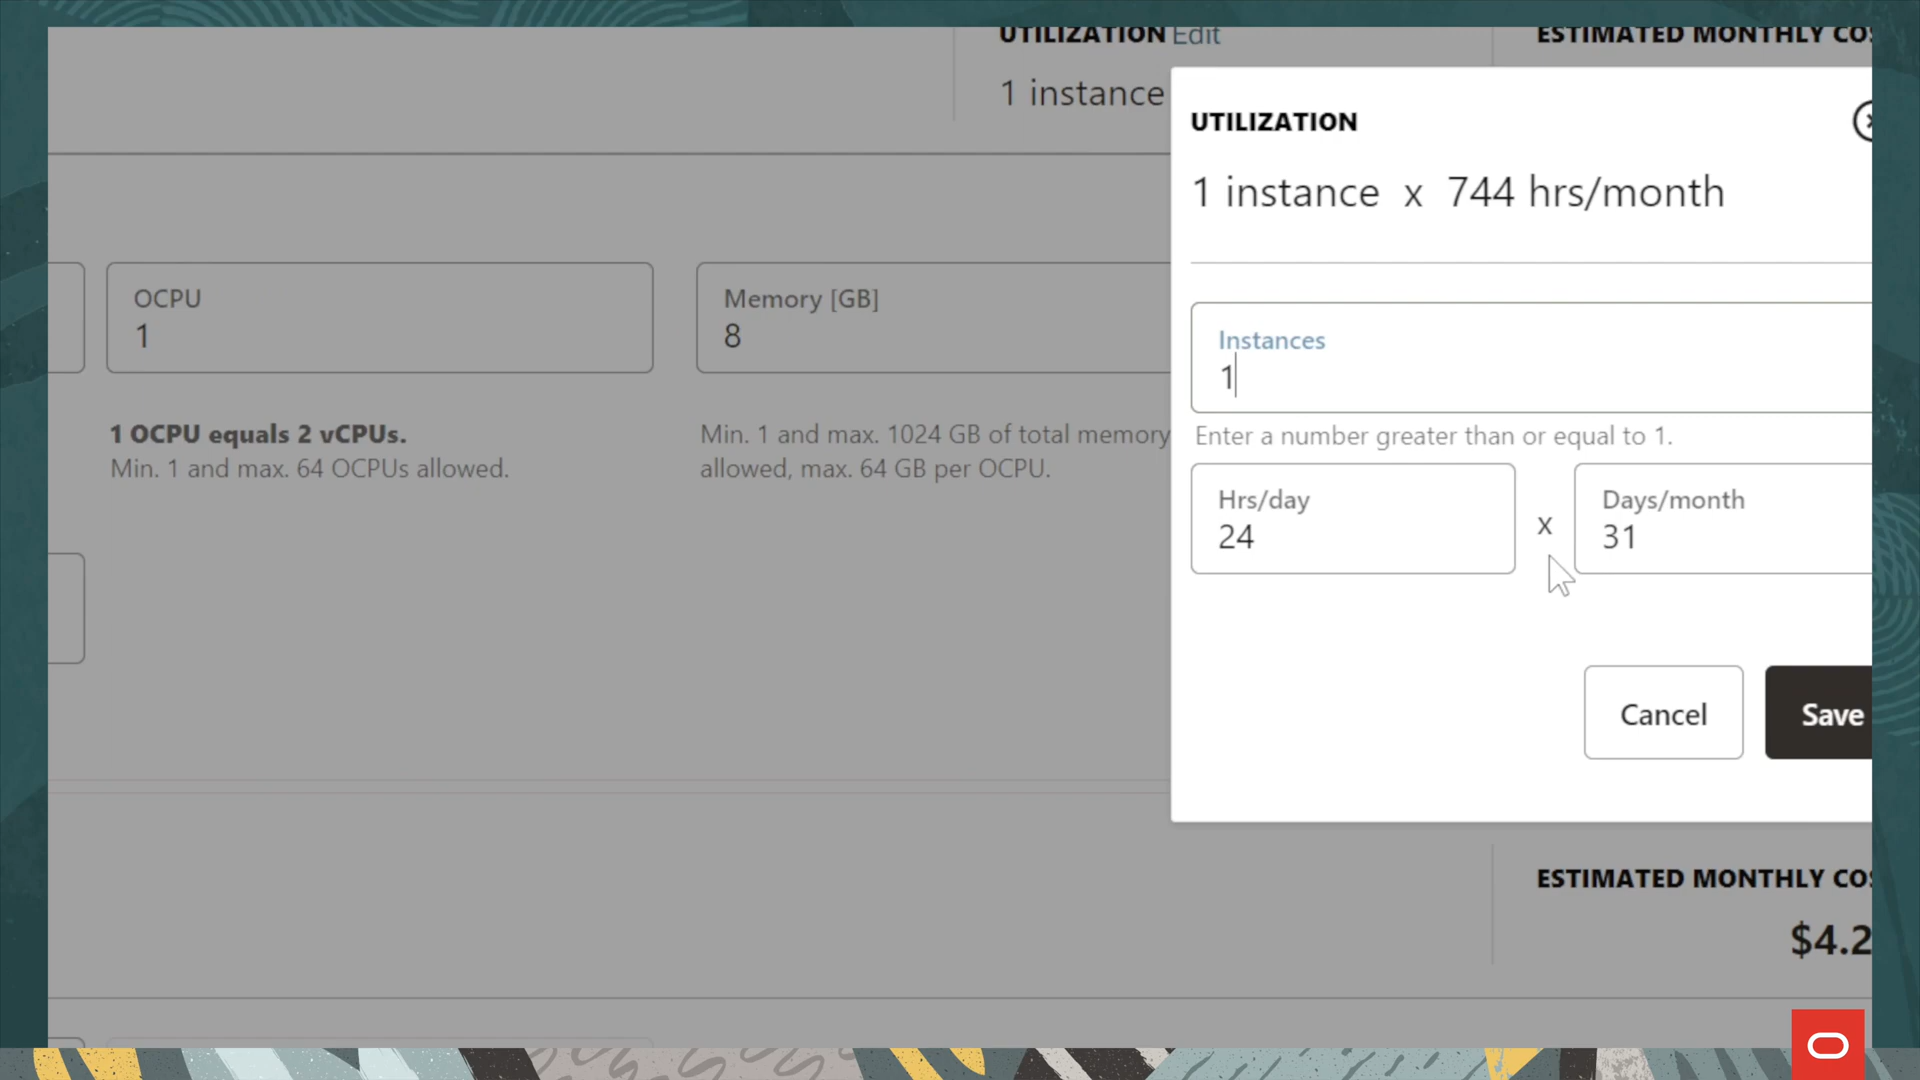 UTILIZATION Edit
ESTIMATED MONTHLY
1 instance
UTILIZATION
1 instance x 744 hrs/month
OCPU
1
Memory [GB]
8
Instances
1
1 OCPU equals 2 vCPUs.
Min. 1 and max. 64 OCPUs allowed.
Min. 1 and max. 1024 GB of total memory
allowed, max. 64 GB per OCPU.
Enter a number greater than or equal to 1.
Hrs/day
24
x
Days/month
31
Cancel
Save
ESTIMATED MONTHLY
$4.2